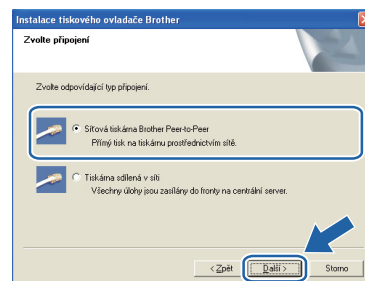 Instalace tiskového ovladače Brother
Zvolte připojení
Zvolte odpovídající typ připojení.
Síťová tiskárna Brother Peer-to-Peer
Přímý tisk na tiskárnu prostřednictvím sítě.
Tiskárna sdílená v síti
Všechny úlohy jsou zasílány do fronty na centrální server.
< Zpět Další > Storno